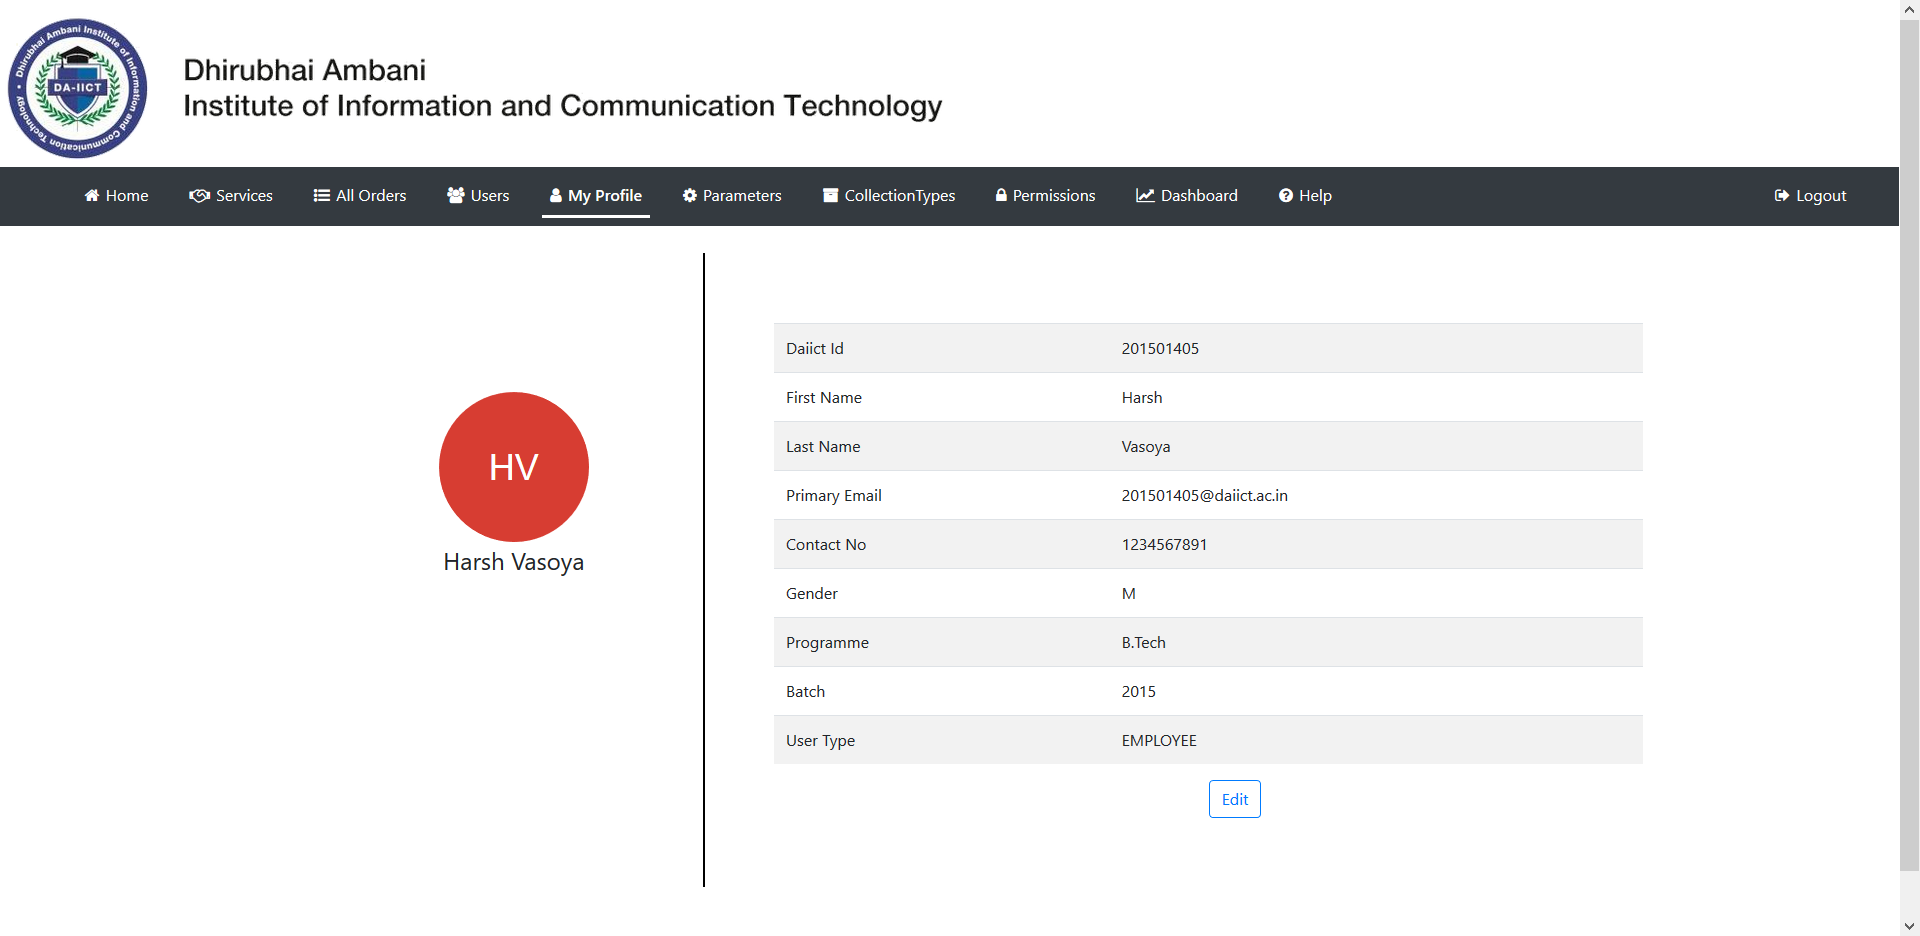 Dhirubhai Ambani Institute of Information and Communication Technology
DA-IICT
Dhirubhai Ambani
Institute of Information and Communication Technology
Home Services All Orders Users My Profile Parameters CollectionTypes Permissions Dashboard Help Logout
HV
Harsh Vasoya
Daiict Id 201501405
First Name Harsh
Last Name Vasoya
Primary Email 201501405@daiict.ac.in
Contact No 1234567891
Gender M
Programme B.Tech
Batch 2015
User Type EMPLOYEE
Edit